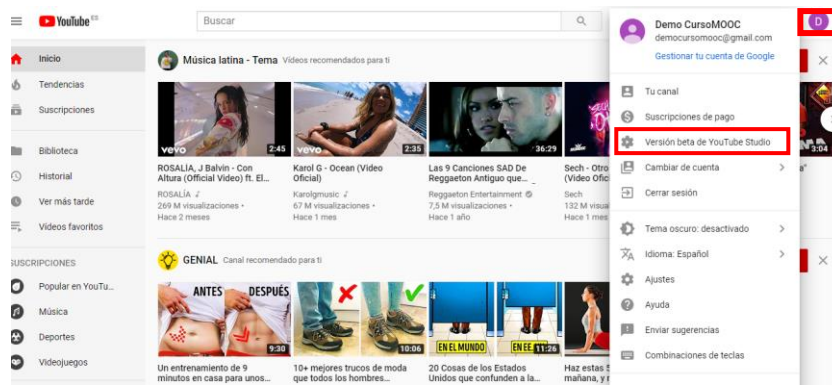 YouTube ES
Buscar
Inicio
Tendencias
Suscripciones
Biblioteca
Historial
Ver más tarde
Vídeos favoritos
SUSCRIPCIONES
Popular en YouTu...
Música
Deportes
Videojuegos
Música latina - Tema Vídeos recomendados para ti
vevo
2:45
vevo
2:35
36:29
3:04
ROSALÍA, J Balvin - Con
Altura (Official Video) ft. El...
ROSALÍA
269 M visualizaciones •
Hace 2 meses
Karol G - Ocean (Video
Oficial)
Karolgmusic
67 M visualizaciones •
Hace 1 mes
Las 9 Canciones SAD De
Reggaeton Antiguo que...
Reggaeton Entertainment
7,5 M visualizaciones •
Hace 1 año
Sech - Otro
(Video Ofic
Sech
132 M visua
Hace 1 mes
GENIAL Canal recomendado para ti
ANTES DESPUÉS
9:30
10:06
EN EL MUNDO
EN EE.
11:26
Un entrenamiento de 9
minutos en casa para unos...
10+ mejores trucos de moda
que todos los hombres...
20 Cosas de los Estados
Unidos que confunden a la...
Haz estas 5
mañana, y
D
Demo CursoMOOC
democursomooc@gmail.com
Gestionar tu cuenta de Google
Tu canal
Suscripciones de pago
Versión beta de YouTube Studio
Cambiar de cuenta
Cerrar sesión
Tema oscuro: desactivado
Idioma: Español
Ajustes
Ayuda
Enviar sugerencias
Combinaciones de teclas